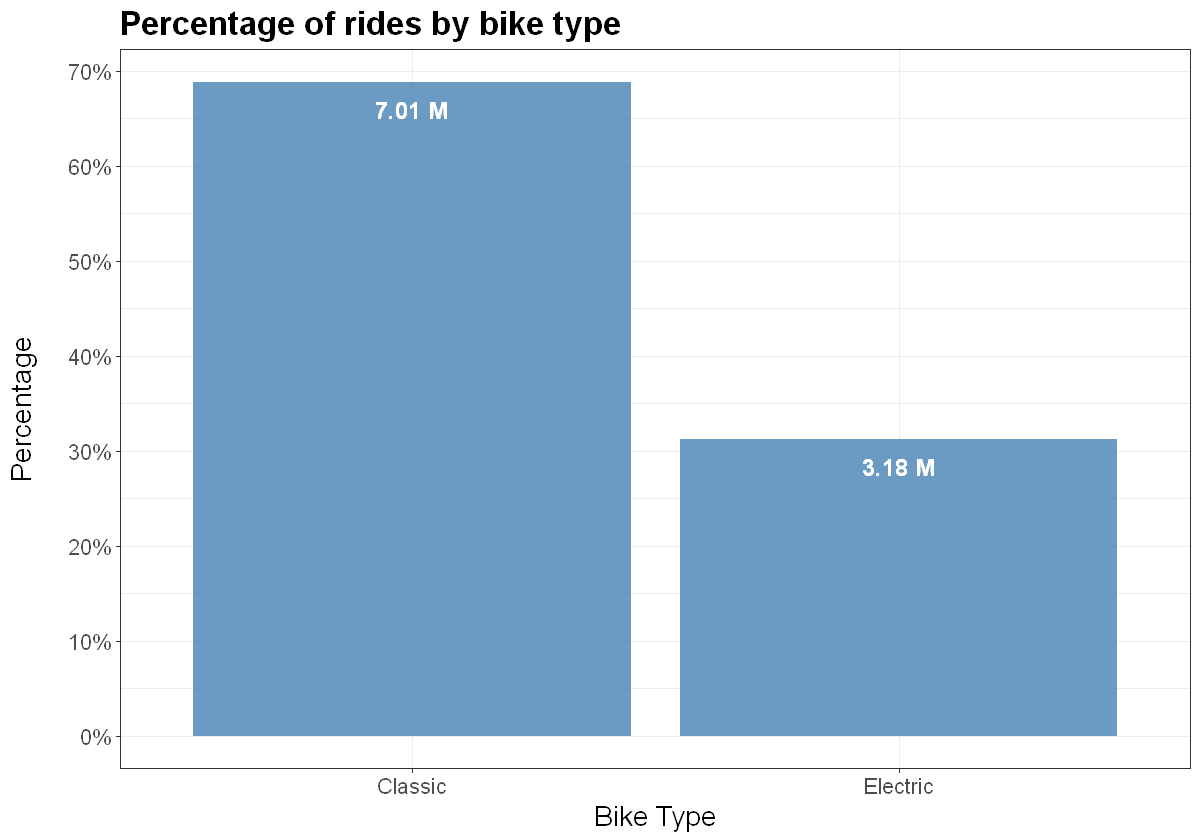 Percentage of rides by bike type
Percentage
70%
60%
50%
40%
30%
20%
10%
0%
7.01 M
3.18 M
Classic
Electric
Bike Type